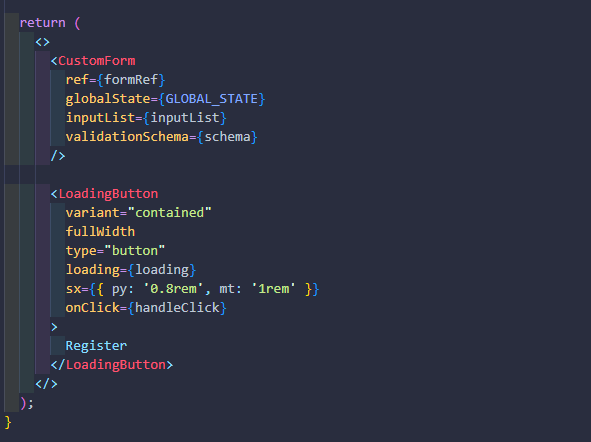 return (
<>
<CustomForm
ref={formRef}
globalState={GLOBAL_STATE}
inputList={inputList}
validationSchema={schema}
/>
<LoadingButton
variant="contained"
fullWidth
type="button"
loading={loading}
sx={{ py: '0.8rem', mt: '1rem' }}
onClick={handleClick}
>
Register
</LoadingButton>
</>
);
}